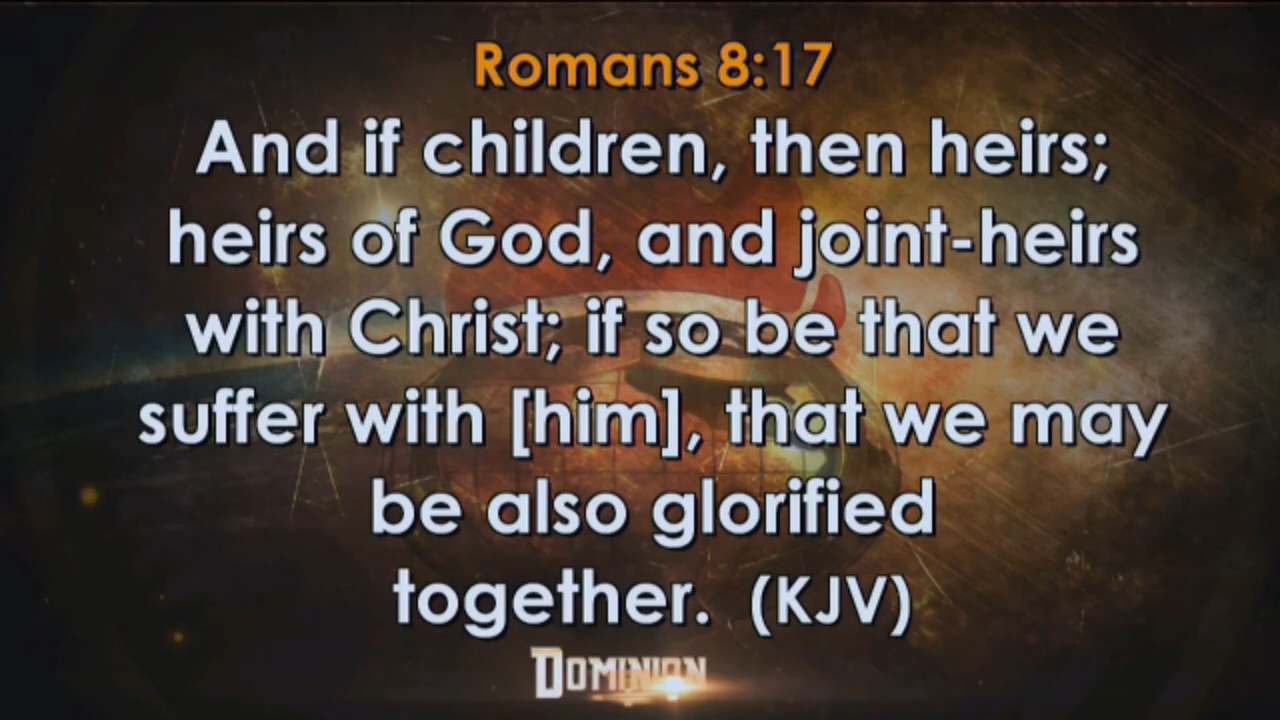 Romans 8:17
And if children, then heirs;
heirs of God, and joint-heirs
with Christ; if so be that we
suffer with [him], that we may
be also glorified
together. (KJV)
DOMINION